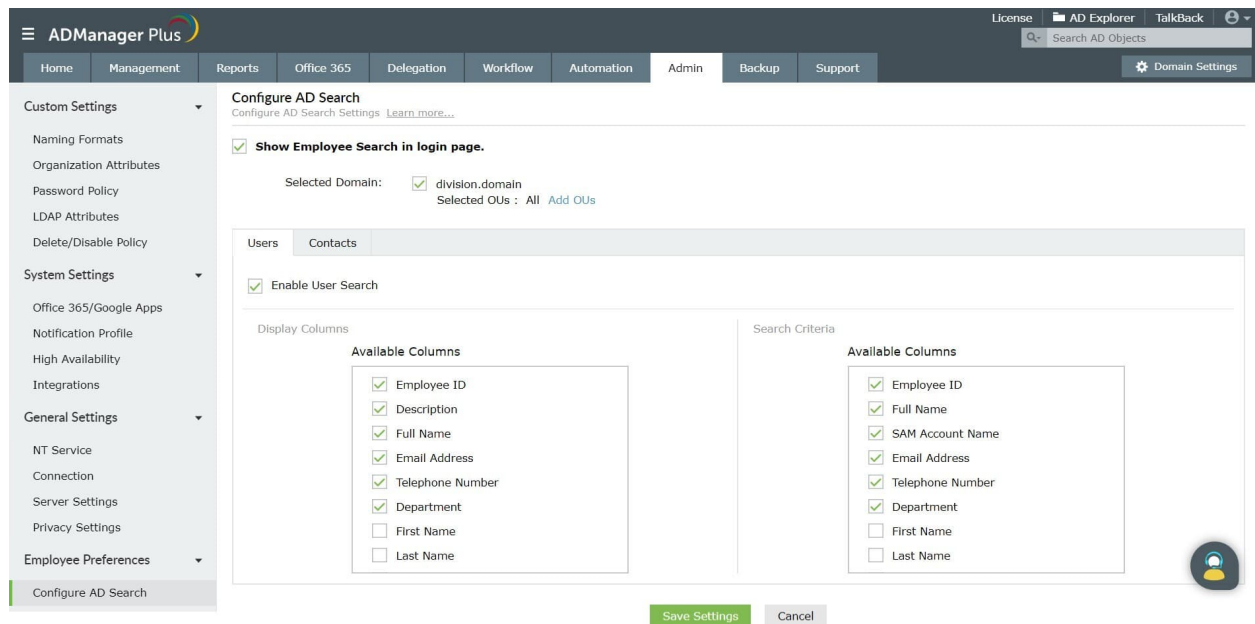 License AD Explorer TalkBack
ADManager Plus
Search AD Objects
Home Management Reports Office 365 Delegation Workflow Automation Admin Backup Support Domain Settings
Custom Settings
Naming Formats
Organization Attributes
Password Policy
LDAP Attributes
Delete/Disable Policy
System Settings
Office 365/Google Apps
Notification Profile
High Availability
Integrations
General Settings
NT Service
Connection
Server Settings
Privacy Settings
Employee Preferences
Configure AD Search
Configure AD Search
Configure AD Search Settings Learn more...
Show Employee Search in login page.
Selected Domain: division.domain
Selected OUs : All Add OUs
Users Contacts
Enable User Search
Display Columns
Available Columns
Employee ID
Description
Full Name
Email Address
Telephone Number
Department
First Name
Last Name
Search Criteria
Available Columns
Employee ID
Full Name
SAM Account Name
Email Address
Telephone Number
Department
First Name
Last Name
Save Settings Cancel